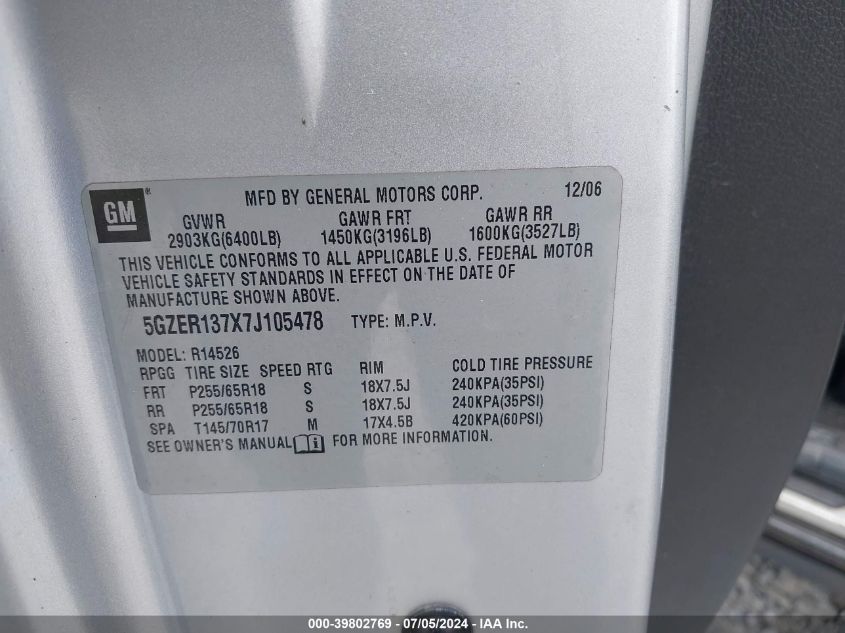 GM ® MFD BY GENERAL MOTORS CORP. 12/06
GVWR GAWR FRT GAWR RR
2903KG(6400LB) 1450KG(3196LB) 1600KG(3527LB)
THIS VEHICLE CONFORMS TO ALL APPLICABLE U.S. FEDERAL MOTOR
VEHICLE SAFETY STANDARDS IN EFFECT ON THE DATE OF
MANUFACTURE SHOWN ABOVE.
5GZER137X7J105478 TYPE: M.P.V.
MODEL: R14526
RPGG TIRE SIZE SPEED RTG RIM COLD TIRE PRESSURE
FRT P255/65R18 S 18X7.5J 240KPA(35PSI)
RR P255/65R18 S 18X7.5J 240KPA(35PSI)
SPA T145/70R17 M 17X4.5B 420KPA(60PSI)
SEE OWNER'S MANUAL i FOR MORE INFORMATION.
000-39802769 - 07/05/2024 - IAA Inc.